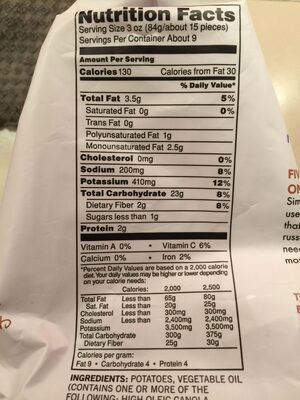 Nutrition Facts
Serving Size 3 oz (84g/about 15 pieces)
Servings Per Container About 9
Amount Per Serving
Calories 130 Calories from Fat 30
% Daily Value*
Total Fat 3.5g 5%
Saturated Fat 0g 0%
Trans Fat 0g
Polyunsaturated Fat 1g
Monounsaturated Fat 2.5g
Cholesterol 0mg 0%
Sodium 200mg 8%
Potassium 410mg 12%
Total Carbohydrate 23g 8%
Dietary Fiber 2g 8%
Sugars less than 1g
Protein 2g
Vitamin A 0% • Vitamin C 6%
Calcium 0% • Iron 2%
*Percent Daily Values are based on a 2,000 calorie
diet. Your daily values may be higher or lower depending
on your calorie needs:
Calories: 2,000 2,500
Total Fat Less than 65g 80g
Sat. Fat Less than 20g 25g
Cholesterol Less than 300mg 300mg
Sodium Less than 2,400mg 2,400mg
Potassium 3,500mg 3,500mg
Total Carbohydrate 300g 375g
Dietary Fiber 25g 30g
Calories per gram:
Fat 9 • Carbohydrate 4 • Protein 4
INGREDIENTS: POTATOES, VEGETABLE OIL
(CONTAINS ONE OR MORE OF THE
FOLLOWING: HIGH OLEIC CANOLA